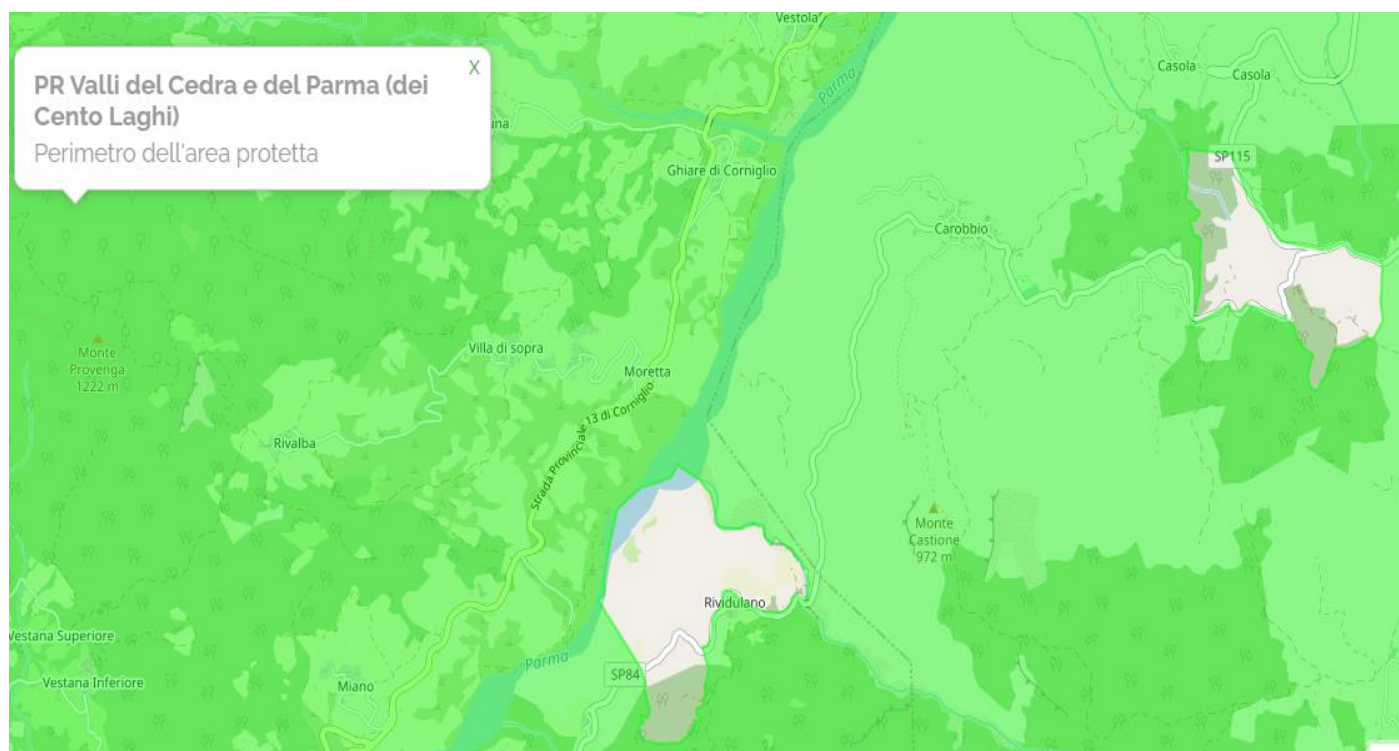 Vestola
X
PR Valli del Cedra e del Parma (dei
Cento Laghi)
Perimetro dell'area protetta
Parma
Casola
Casola
SP115
Ghiare di Corniglio
Carobbio
Monte
Provenga
1222 m
Villa di sopra
Moretta
Strada Provinciale 13 di Corniglio
Rivalba
Monte
Castione
972 m
Rividulano
Vestana Superiore
Parma
SP84
Vestana Inferiore
Miano